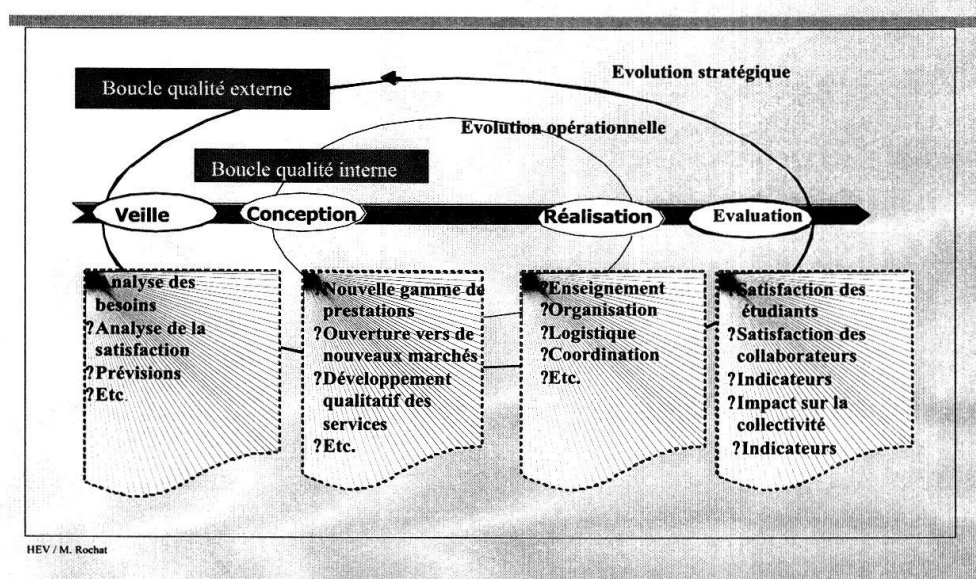 Boucle qualité externe
Evolution stratégique
Evolution opérationnelle
Boucle qualité interne
Veille
Conception
Réalisation
Evaluation
?Analyse des
besoins
?Analyse de la
satisfaction
?Prévisions
?Etc.
?Nouvelle gamme de
prestations
?Ouverture vers de
nouveaux marchés
?Développement
qualitatif des
services
?Etc.
?Enseignement
?Organisation
?Logistique
?Coordination
?Etc.
?Satisfaction des
étudiants
?Satisfaction des
collaborateurs
?Indicateurs
?Impact sur la
collectivité
?Indicateurs
HEV / M. Rochat